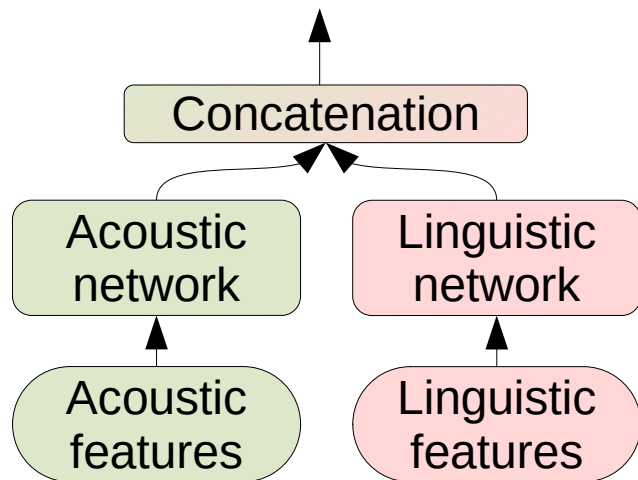 Concatenation
Acoustic
network
Linguistic
network
Acoustic
features
Linguistic
features